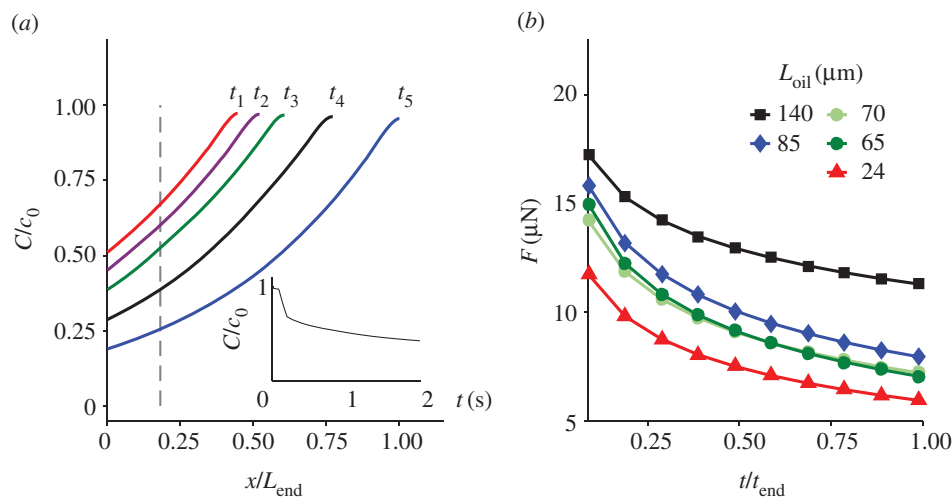 (a)
1.00
0.75
0.50
0.25
0
C/c0
t1 t2 t3 t4 t5
1
C/c0
0 1 2 t (s)
0 0.25 0.50 0.75 1.00
x/Lend
(b)
20
15
10
5
F (μN)
Loil (μm)
140 70
85 65
24
0.25 0.50 0.75 1.00
t/tend